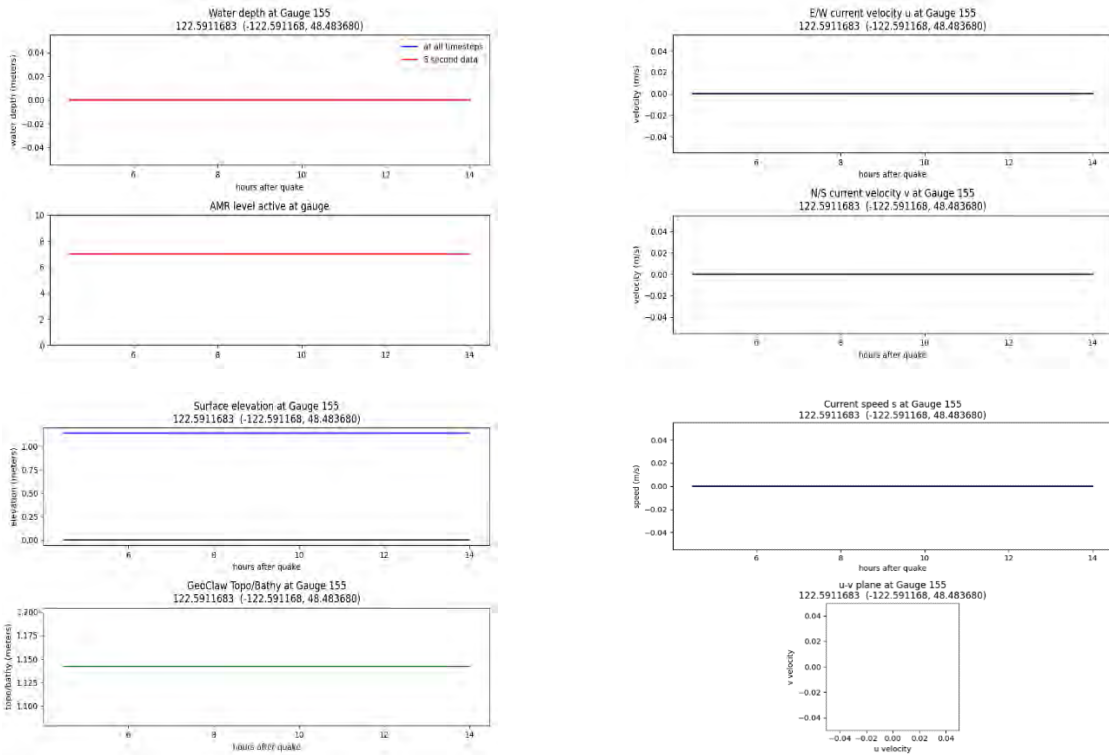 Water depth at Gauge 155
122.5911683 (-122.591168, 48.483680)
at all timesteps
5 second data
water depth (meters)
0.04
0.02
0.00
−0.02
−0.04
6 8 10 12 14
hours after quake
AMR level active at gauge
10
8
6
4
2
0
6 8 10 12 14
hours after quake
Surface elevation at Gauge 155
122.5911683 (-122.591168, 48.483680)
elevation (meters)
1.00
0.75
0.50
0.25
0.00
6 8 10 12 14
hours after quake
GeoClaw Topo/Bathy at Gauge 155
122.5911683 (-122.591168, 48.483680)
topo/bathy (meters)
1.200
1.175
1.150
1.125
1.100
6 8 10 12 14
hours after quake
E/W current velocity u at Gauge 155
122.5911683 (-122.591168, 48.483680)
velocity (m/s)
0.04
0.02
0.00
−0.02
−0.04
6 8 10 12 14
hours after quake
N/S current velocity v at Gauge 155
122.5911683 (-122.591168, 48.483680)
velocity (m/s)
0.04
0.02
0.00
−0.02
−0.04
6 8 10 12 14
hours after quake
Current speed s at Gauge 155
122.5911683 (-122.591168, 48.483680)
speed (m/s)
0.04
0.02
0.00
−0.02
−0.04
6 8 10 12 14
hours after quake
u-v plane at Gauge 155
122.5911683 (-122.591168, 48.483680)
v velocity
0.04
0.02
0.00
−0.02
−0.04
−0.04 −0.02 0.00 0.02 0.04
u velocity